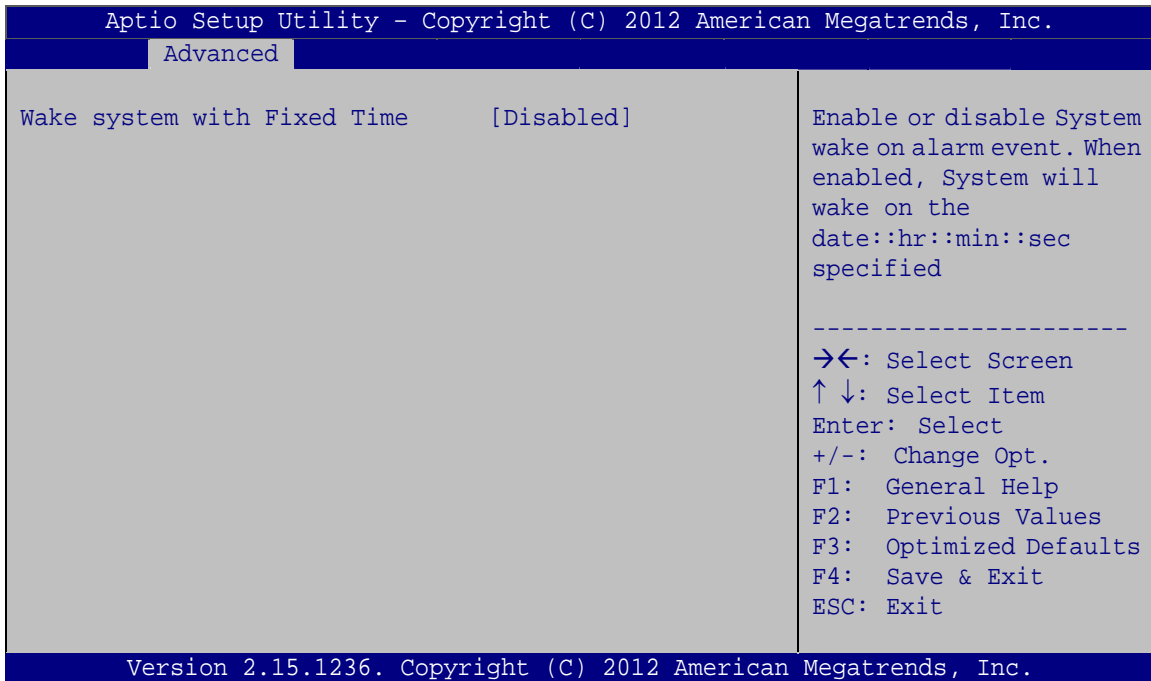 Aptio Setup Utility – Copyright (C) 2012 American Megatrends, Inc.
Advanced
Wake system with Fixed Time [Disabled]
Enable or disable System
wake on alarm event. When
enabled, System will
wake on the
date::hr::min::sec
specified
----------------------
→←: Select Screen
↑ ↓: Select Item
Enter: Select
+/-: Change Opt.
F1: General Help
F2: Previous Values
F3: Optimized Defaults
F4: Save & Exit
ESC: Exit
Version 2.15.1236. Copyright (C) 2012 American Megatrends, Inc.